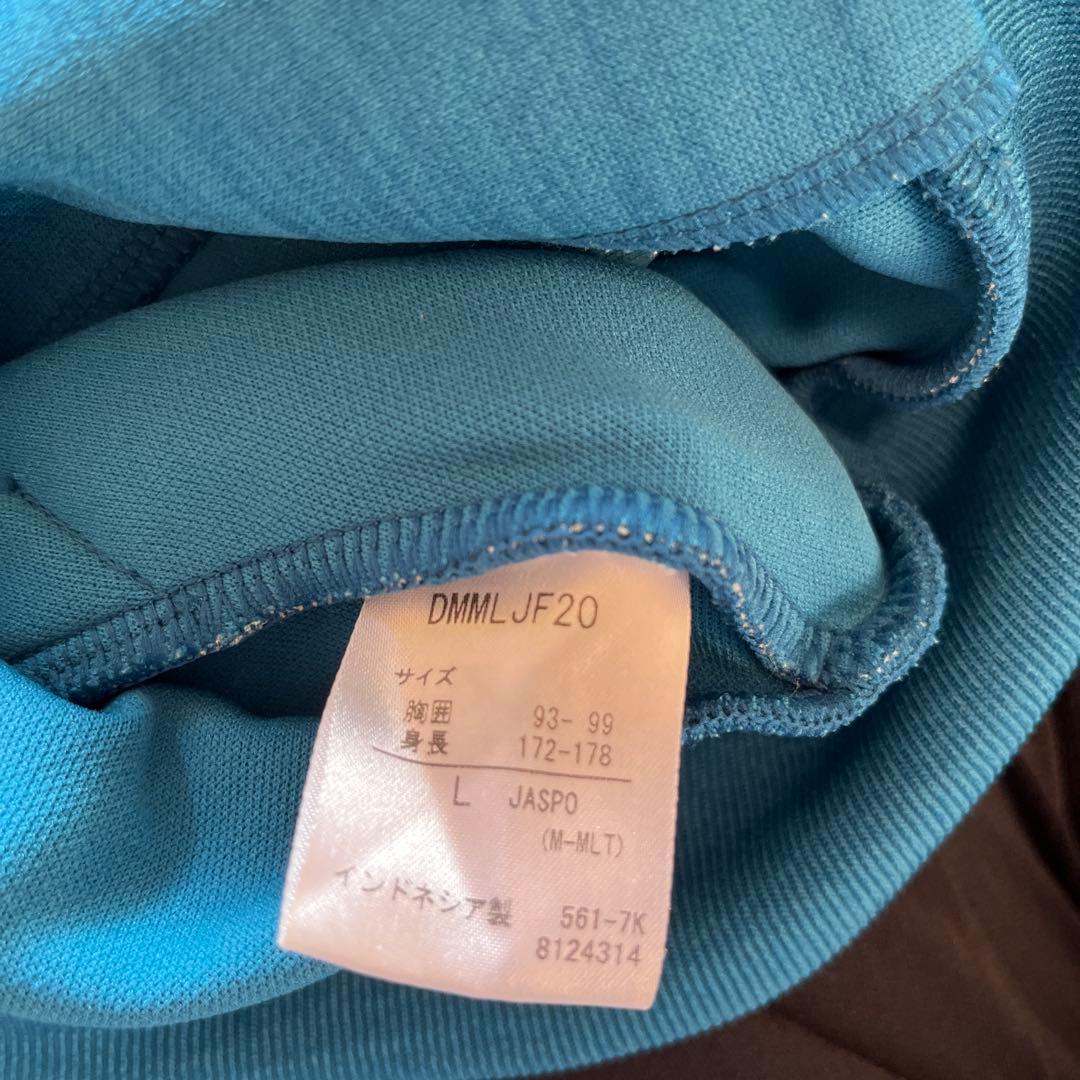 DMMLJF20
サイズ
胸囲 93-99
身長 172-178
L JASPO
(M-MLT)
インドネシア製 561-7K
8124314